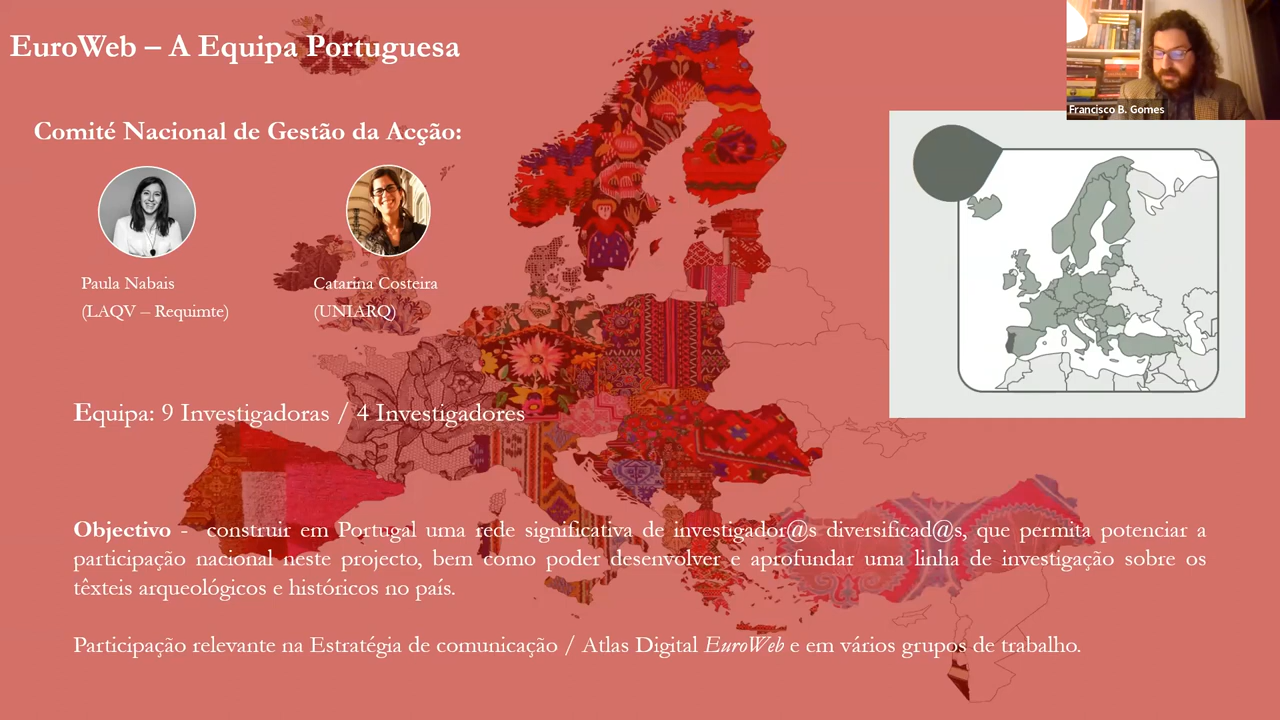 EuroWeb – A Equipa Portuguesa
Francisco B. Gomes
Comité Nacional de Gestão da Acção:
Paula Nabais
(LAQV – Requimte)
Catarina Costeira
(UNIARQ)
Equipa: 9 Investigadoras / 4 Investigadores
Objectivo - construir em Portugal uma rede significativa de investigador@s diversificad@s, que permita potenciar a
participação nacional neste projecto, bem como poder desenvolver e aprofundar uma linha de investigação sobre os
têxteis arqueológicos e históricos no país.
Participação relevante na Estratégia de comunicação / Atlas Digital EuroWeb e em vários grupos de trabalho.